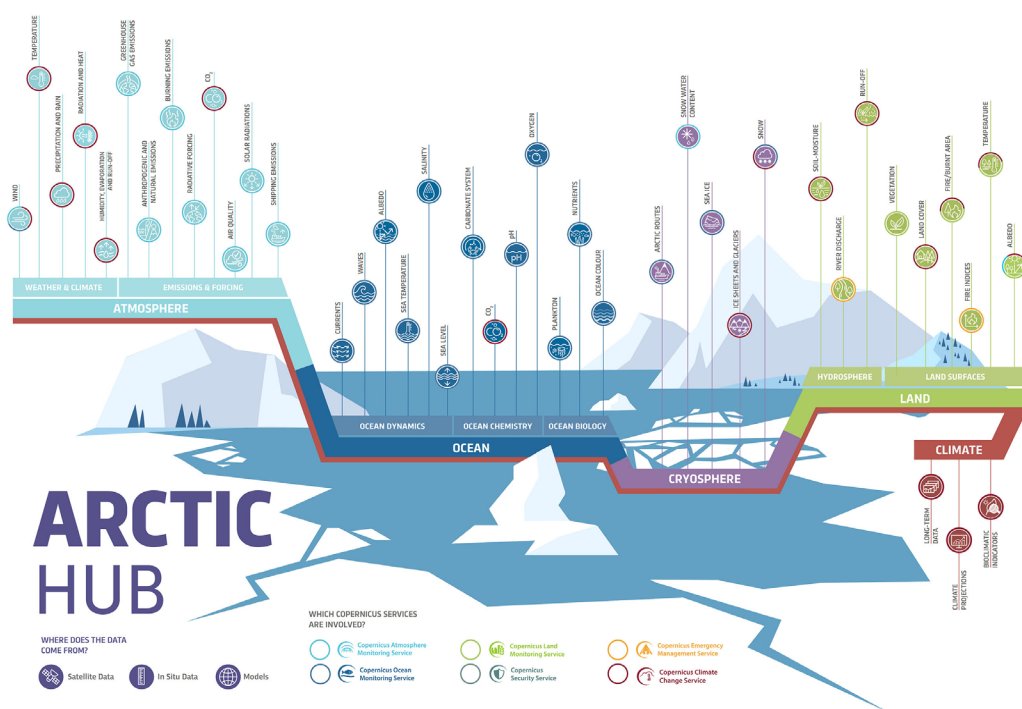 WIND
TEMPERATURE
PRECIPITATION AND RAIN
RADIATION AND HEAT
HUMIDITY, EVAPORATION
AND RUN-OFF
GREENHOUSE
GAS EMISSIONS
ANTHROPOGENIC AND
NATURAL EMISSIONS
BURNING EMISSIONS
RADIATIVE FORCING
CO₂
AIR QUALITY
SOLAR RADIATIONS
SHIPPING EMISSIONS
WEATHER & CLIMATE
EMISSIONS & FORCING
ATMOSPHERE
CURRENTS
WAVES
ALBEDO
SEA TEMPERATURE
SALINITY
SEA LEVEL
CARBONATE SYSTEM
CO₂
pH
pH
OXYGEN
PLANKTON
NUTRIENTS
OCEAN COLOUR
OCEAN DYNAMICS
OCEAN CHEMISTRY
OCEAN BIOLOGY
OCEAN
ARCTIC ROUTES
SNOW WATER
CONTENT
SEA ICE
ICE SHEETS AND GLACIERS
SNOW
CRYOSPHERE
SOIL-MOISTURE
RIVER DISCHARGE
RUN-OFF
VEGETATION
LAND COVER
FIRE/BURNT AREA
FIRE INDICES
TEMPERATURE
ALBEDO
HYDROSPHERE
LAND SURFACES
LAND
CLIMATE
LONG-TERM
DATA
CLIMATE
PROJECTIONS
BIOCLIMATIC
INDICATORS
ARCTIC
HUB
WHERE DOES THE DATA
COME FROM?
Satellite Data
In Situ Data
Models
WHICH COPERNICUS SERVICES
ARE INVOLVED?
Copernicus Atmosphere
Monitoring Service
Copernicus Land
Monitoring Service
Copernicus Emergency
Management Service
Copernicus Ocean
Monitoring Service
Copernicus
Security Service
Copernicus Climate
Change Service